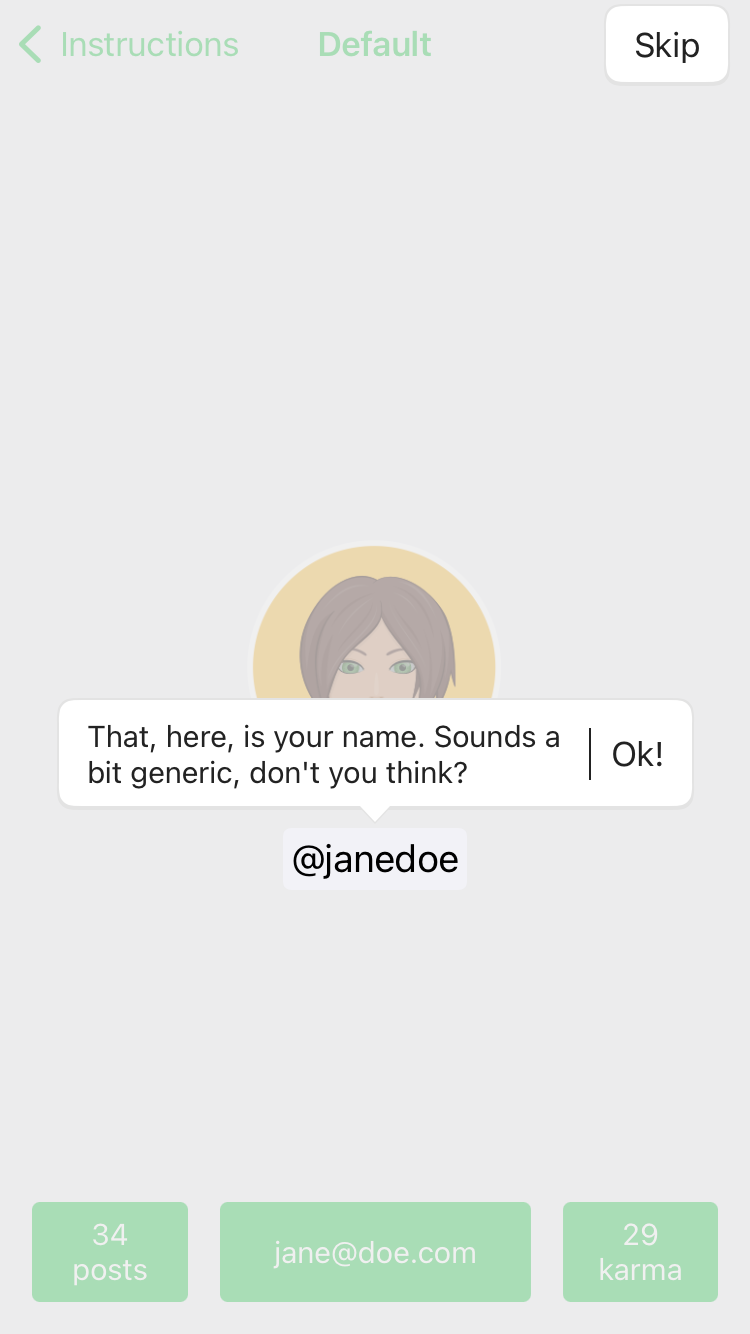 Instructions
Default
Skip
That, here, is your name. Sounds a
bit generic, don't you think?
Ok!
@janedoe
34
posts
jane@doe.com
29
karma